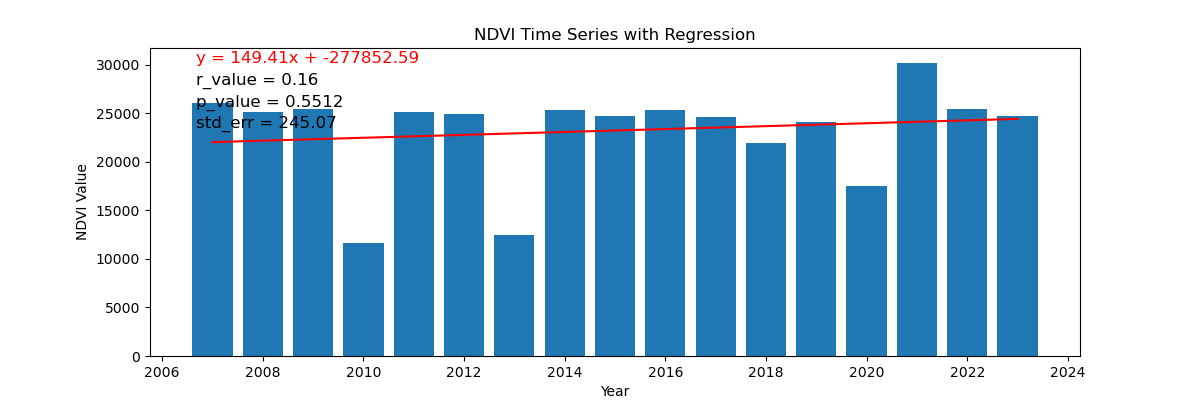 NDVI Time Series with Regression
y = 149.41x + -277852.59
r_value = 0.16
p_value = 0.5512
std_err = 245.07
NDVI Value
30000
25000
20000
15000
10000
5000
0
2006 2008 2010 2012 2014 2016 2018 2020 2022 2024
Year